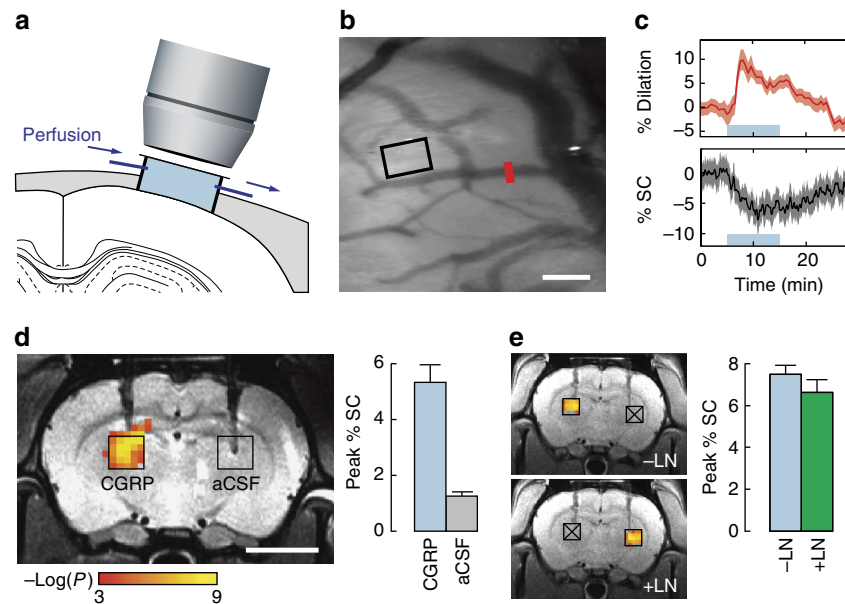 a
Perfusion
b
c
% Dilation
10
5
0
−5
% SC
0
−5
−10
0 10 20
Time (min)
d
CGRP
aCSF
−Log(P)
3 9
Peak % SC
6
4
2
0
CGRP
aCSF
e
−LN
+LN
Peak % SC
8
6
4
2
0
−LN
+LN